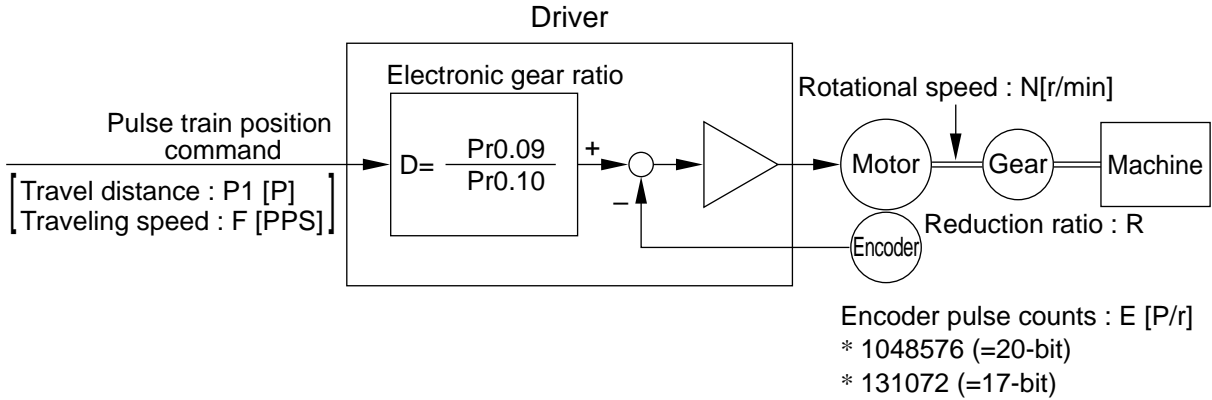 Driver
Electronic gear ratio
Rotational speed : N[r/min]
Pulse train position
command
D= Pr0.09
Pr0.10
+
−
Motor
Gear
Machine
[Travel distance : P1 [P]
Traveling speed : F [PPS]]
Encoder
Reduction ratio : R
Encoder pulse counts : E [P/r]
* 1048576 (=20-bit)
* 131072 (=17-bit)